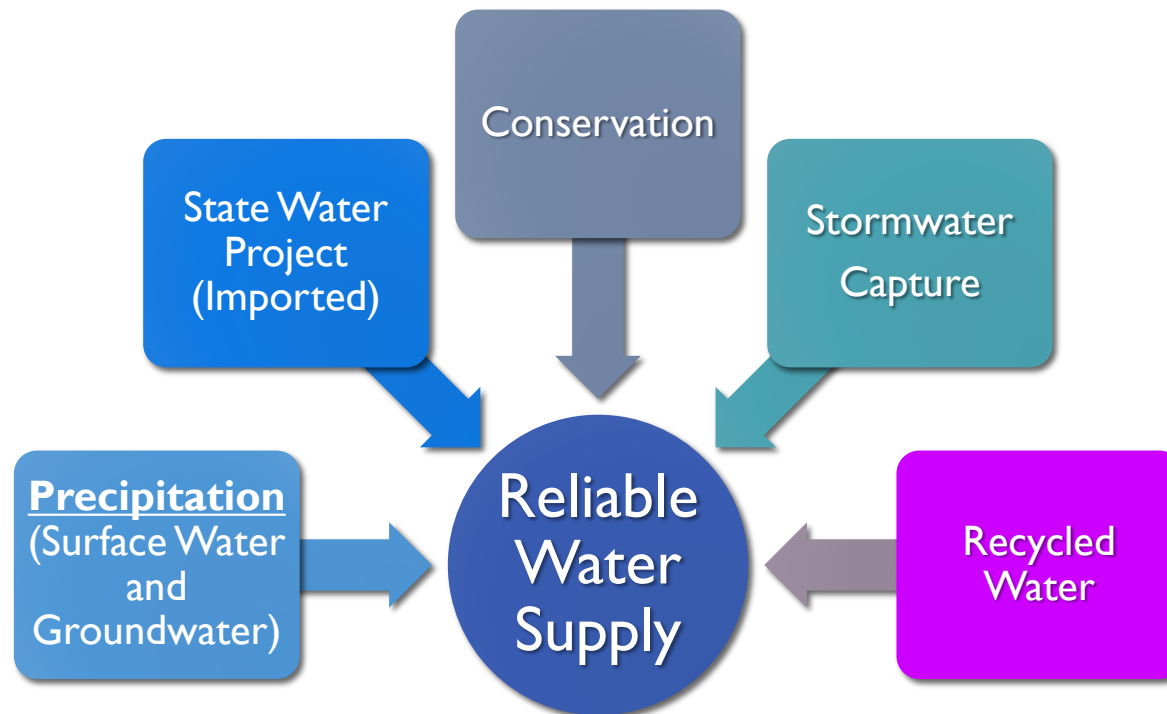 Conservation
State Water
Project
(Imported)
Stormwater
Capture
Precipitation
(Surface Water
and
Groundwater)
Reliable
Water
Supply
Recycled
Water